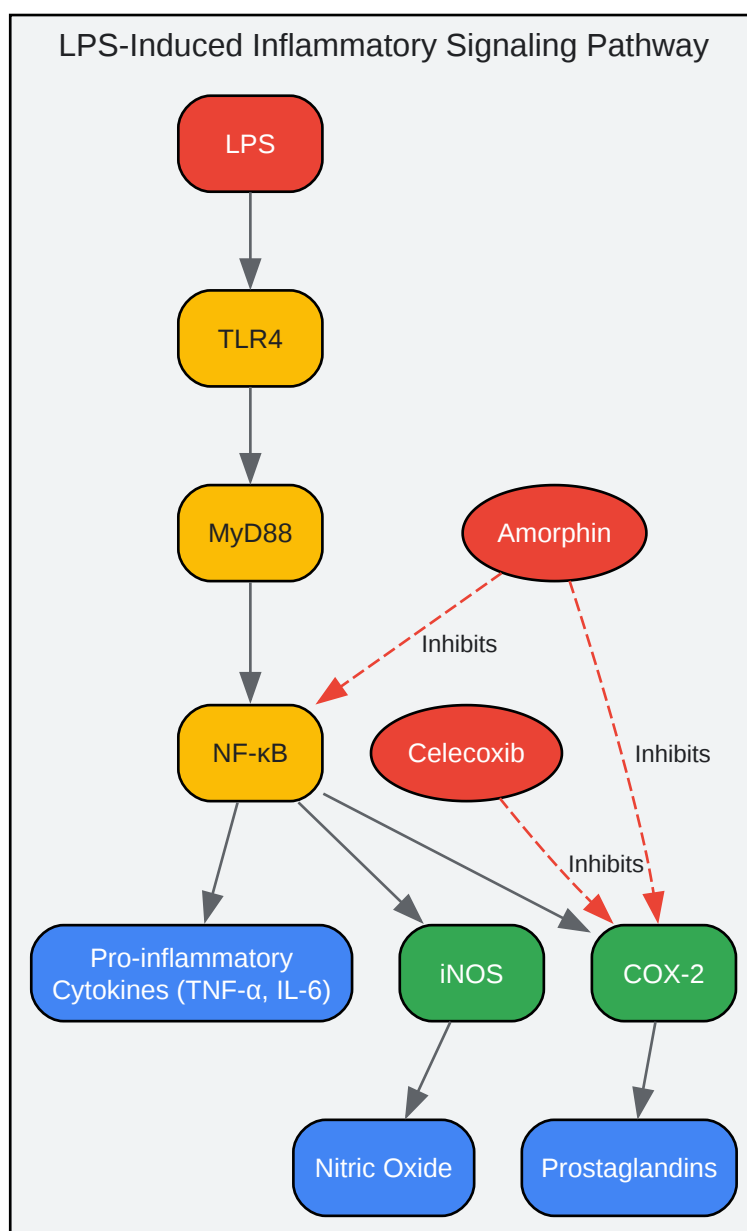 LPS-Induced Inflammatory Signaling Pathway
LPS
TLR4
MyD88
Amorphin
Inhibits
NF-κB
Celecoxib
Inhibits
Inhibits
Pro-inflammatory
Cytokines (TNF-α, IL-6)
iNOS
COX-2
Nitric Oxide
Prostaglandins